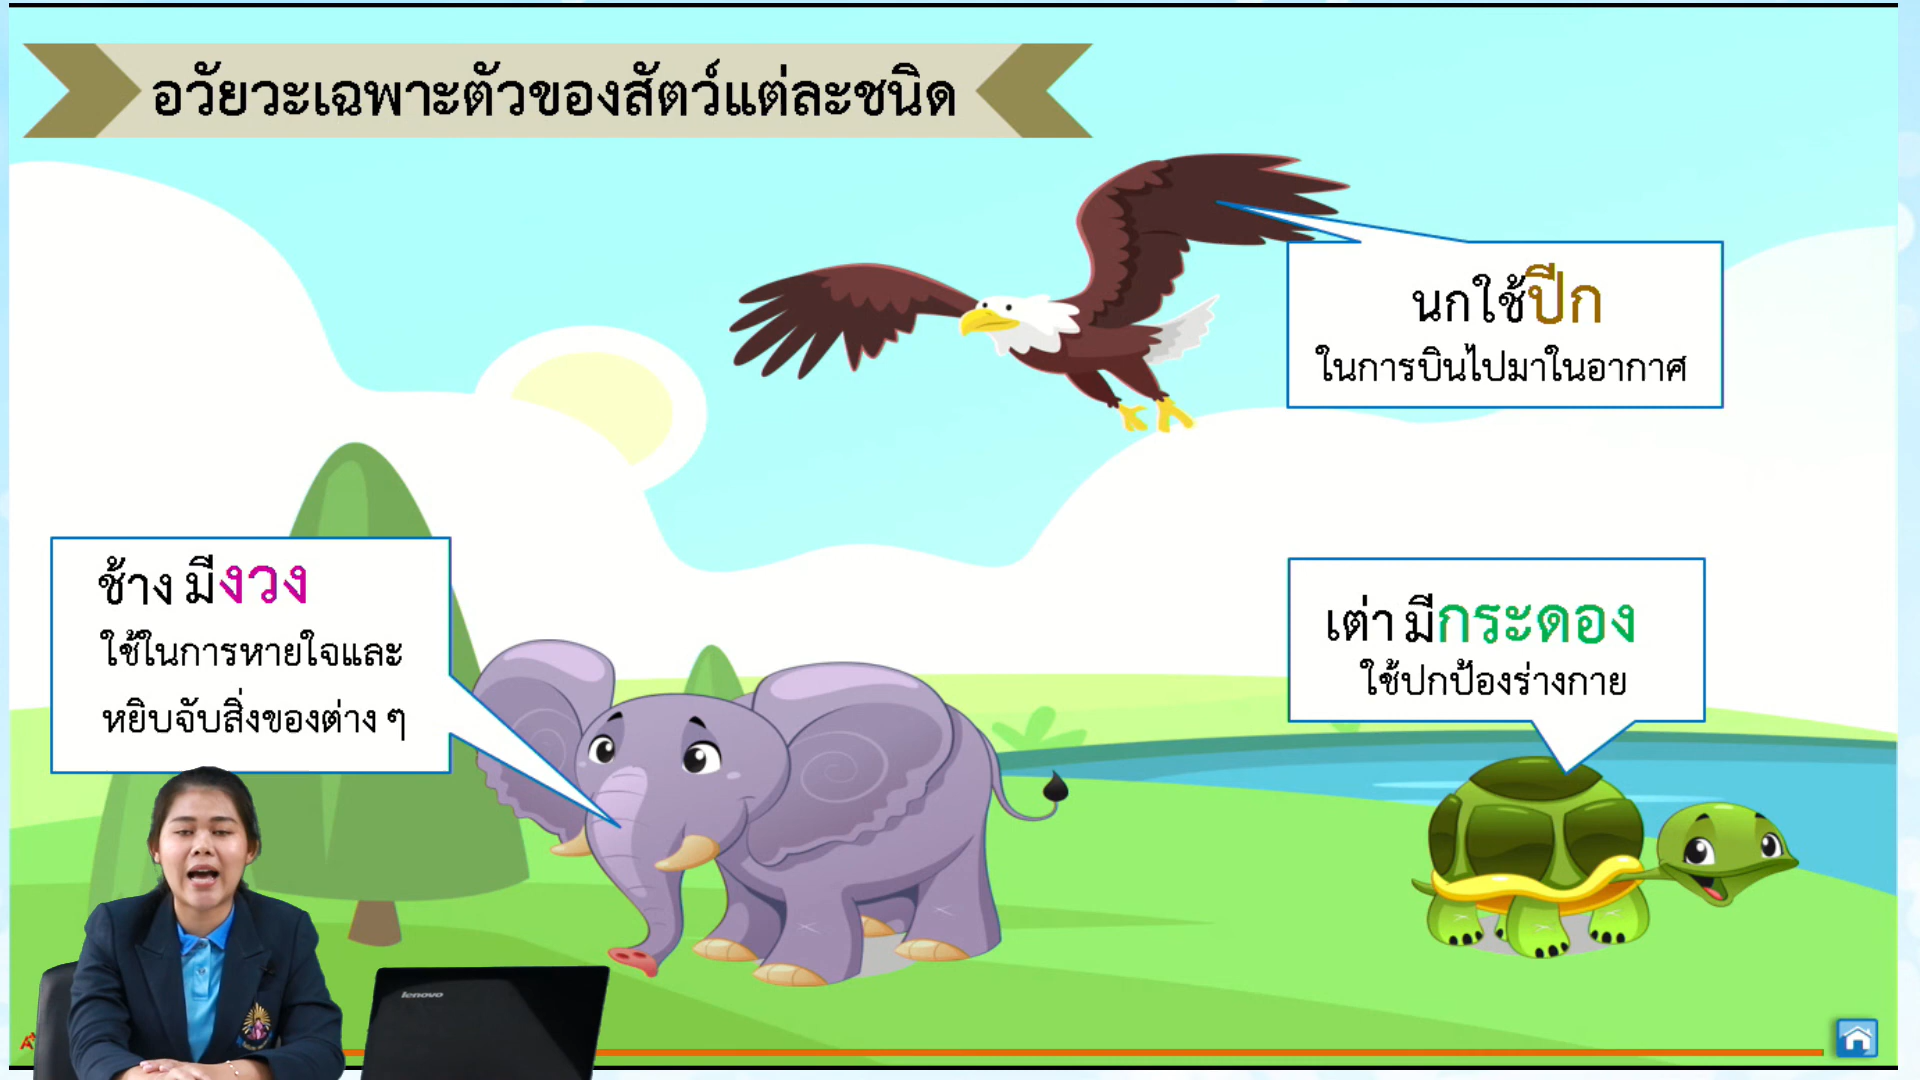 อวัยวะเฉพาะตัวของสัตว์แต่ละชนิด
นกใช้ปีก
ในการบินไปมาในอากาศ
ช้าง มีงวง
ใช้ในการหายใจและ
หยิบจับสิ่งของต่าง ๆ
เต่า มีกระดอง
ใช้ปกป้องร่างกาย
lenovo